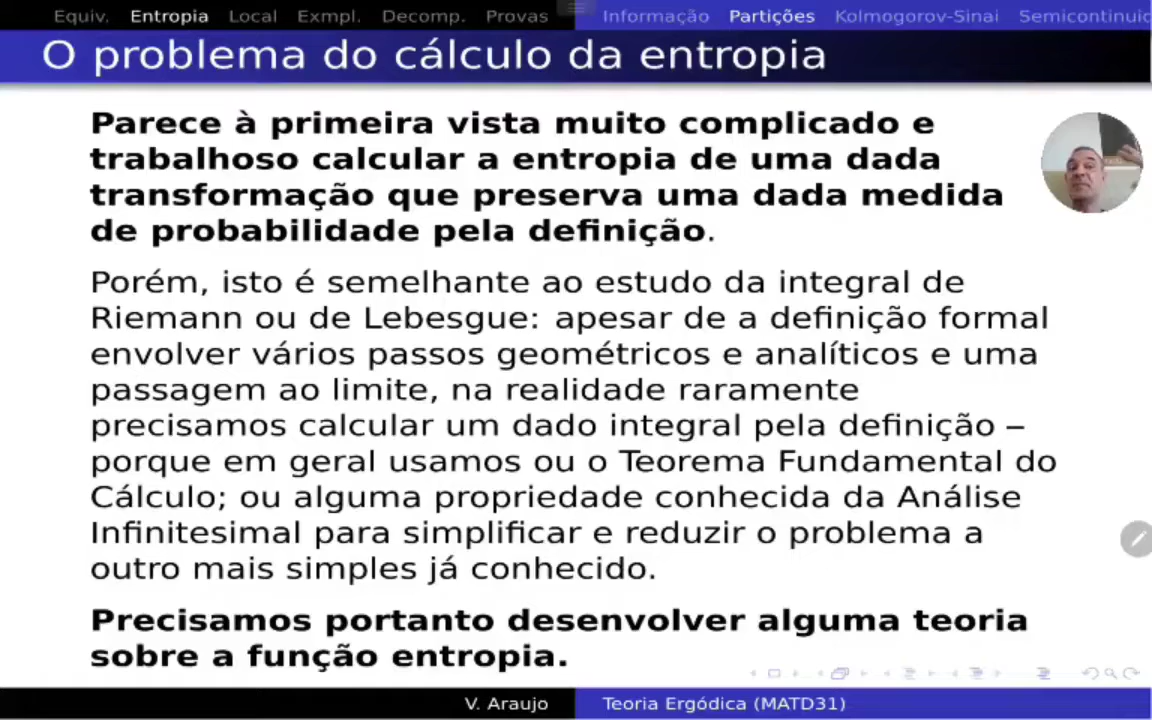 Equiv. Entropia Local Exmpl. Decomp. Provas Informação Partições Kolmogorov-Sinai
O problema do cálculo da entropia
Parece à primeira vista muito complicado e
trabalhoso calcular a entropia de uma dada
transformação que preserva uma dada medida
de probabilidade pela definição.
Porém, isto é semelhante ao estudo da integral de
Riemann ou de Lebesgue: apesar de a definição formal
envolver vários passos geométricos e analíticos e uma
passagem ao limite, na realidade raramente
precisamos calcular um dado integral pela definição –
porque em geral usamos ou o Teorema Fundamental do
Cálculo; ou alguma propriedade conhecida da Análise
Infinitesimal para simplificar e reduzir o problema a
outro mais simples já conhecido.
Precisamos portanto desenvolver alguma teoria
sobre a função entropia.
V. Araujo Teoria Ergódica (MATD31)